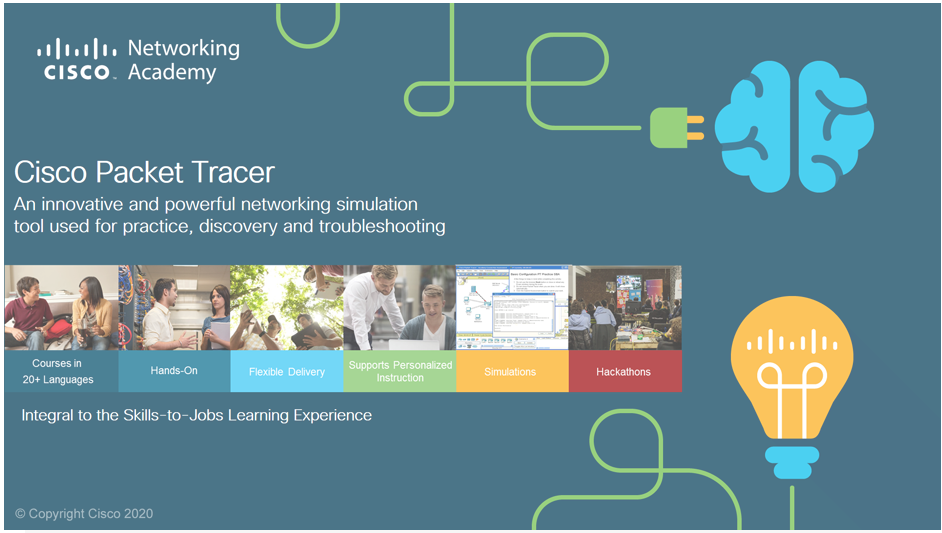 Networking
CISCO Academy
Cisco Packet Tracer
An innovative and powerful networking simulation
tool used for practice, discovery and troubleshooting
Courses in
20+ Languages
Hands-On
Flexible Delivery
Supports Personalized
Instruction
Simulations
Hackathons
Integral to the Skills-to-Jobs Learning Experience
© Copyright Cisco 2020